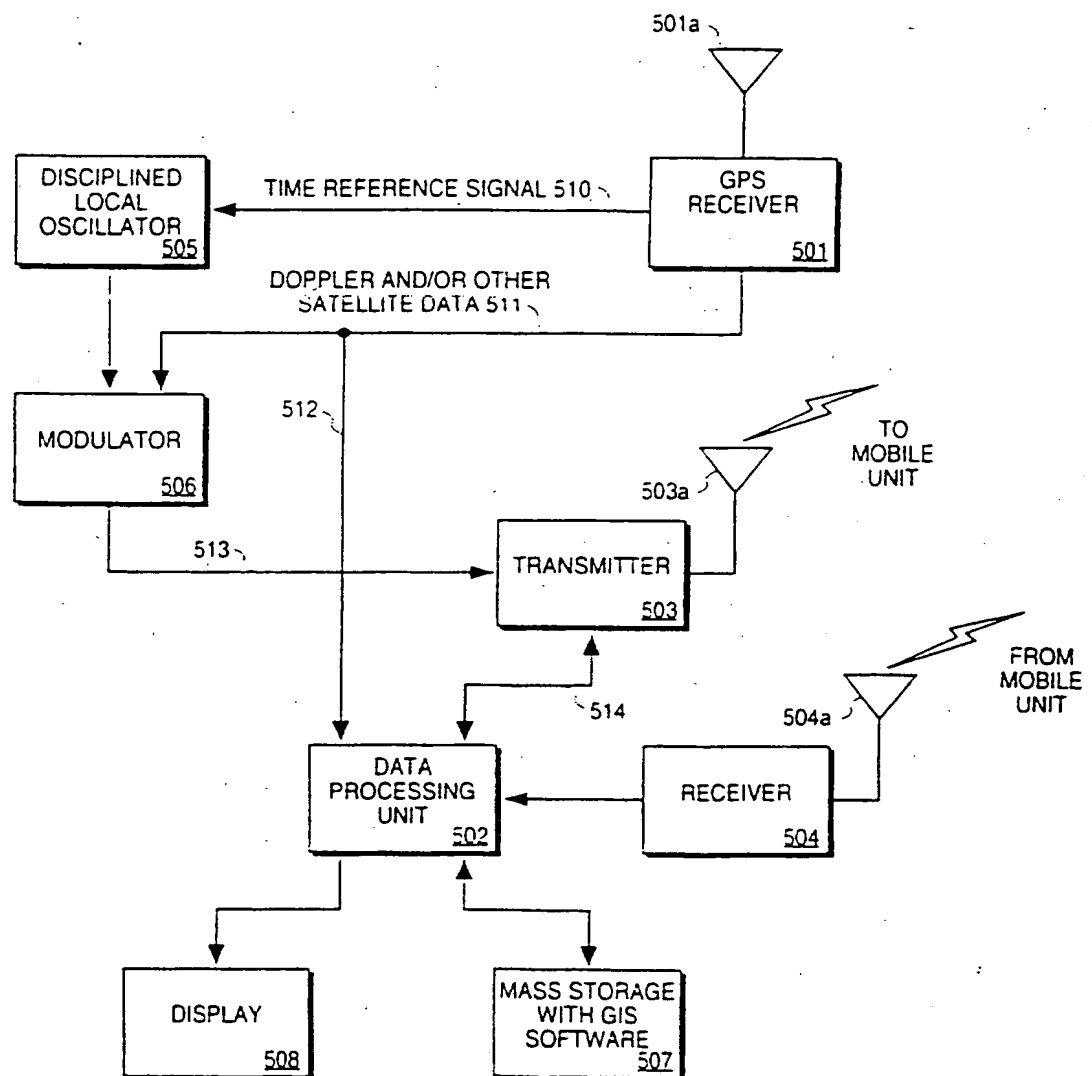 501a
DISCIPLINED
LOCAL
OSCILLATOR
505
TIME REFERENCE SIGNAL 510
GPS
RECEIVER
501
DOPPLER AND/OR OTHER
SATELLITE DATA 511
MODULATOR
506
512
TO
MOBILE
UNIT
503a
513
TRANSMITTER
503
FROM
MOBILE
UNIT
504a
514
DATA
PROCESSING
UNIT
502
RECEIVER
504
DISPLAY
508
MASS STORAGE
WITH GIS
SOFTWARE
507